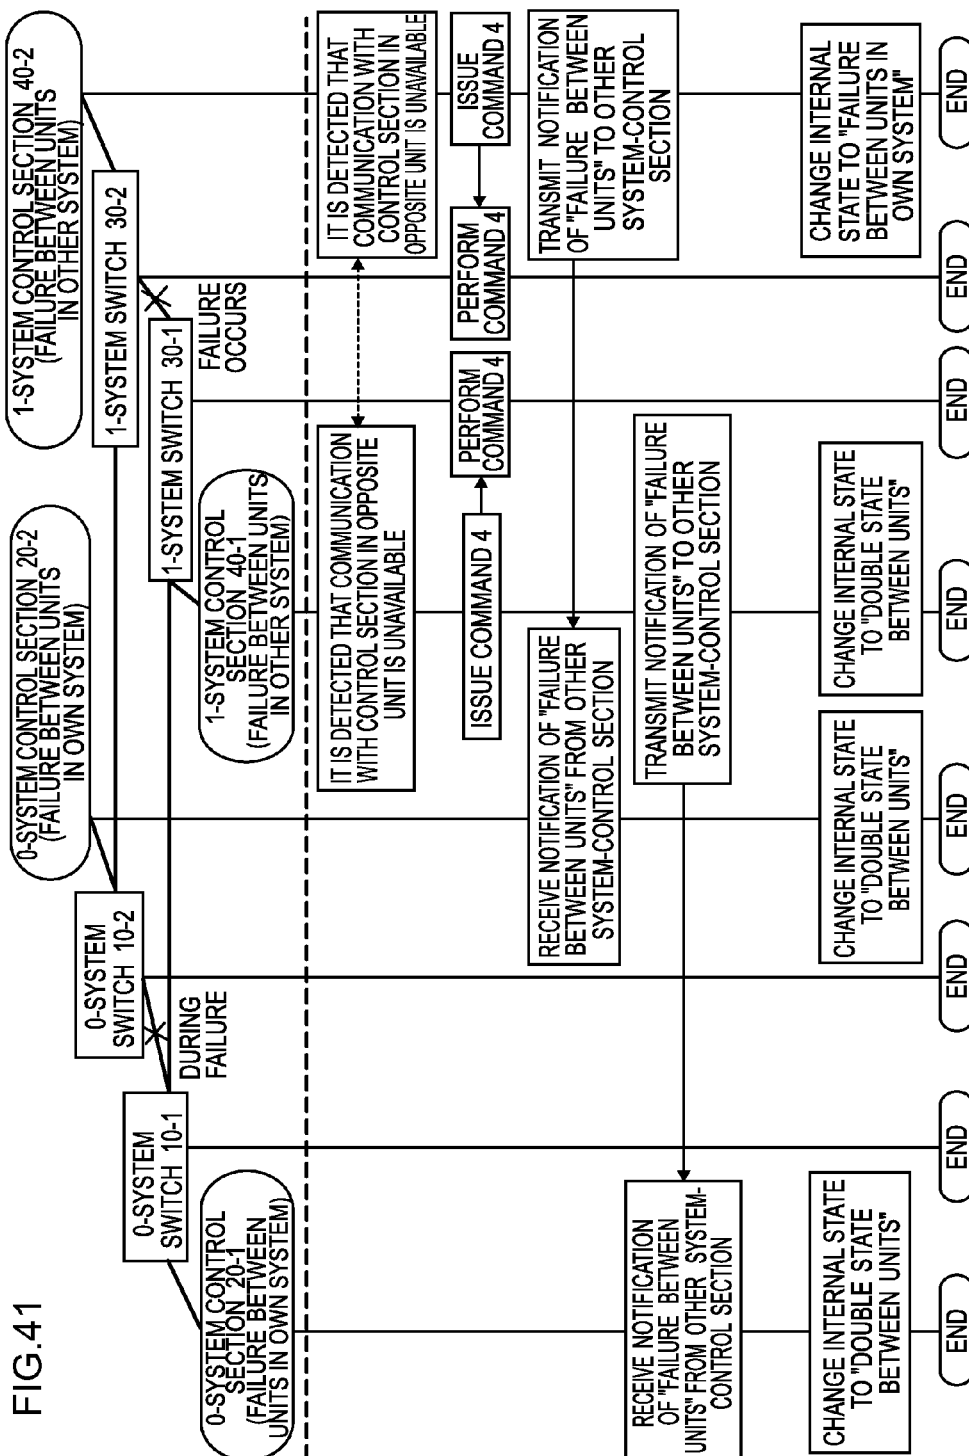 FIG.41
0-SYSTEM CONTROL
SECTION 20-1
(FAILURE BETWEEN
UNITS IN OWN SYSTEM)
0-SYSTEM
SWITCH 10-1
DURING
FAILURE
0-SYSTEM
SWITCH 10-2
0-SYSTEM CONTROL SECTION 20-2
(FAILURE BETWEEN UNITS
IN OWN SYSTEM)
1-SYSTEM CONTROL
SECTION 40-1
(FAILURE BETWEEN UNITS
IN OTHER SYSTEM)
1-SYSTEM SWITCH 30-1
FAILURE
OCCURS
1-SYSTEM SWITCH 30-2
1-SYSTEM CONTROL SECTION 40-2
(FAILURE BETWEEN UNITS
IN OTHER SYSTEM)
IT IS DETECTED THAT COMMUNICATION
WITH CONTROL SECTION IN OPPOSITE
UNIT IS UNAVAILABLE
IT IS DETECTED THAT
COMMUNICATION WITH
CONTROL SECTION IN
OPPOSITE UNIT IS UNAVAILABLE
ISSUE COMMAND 4
PERFORM
COMMAND 4
PERFORM
COMMAND 4
ISSUE
COMMAND 4
RECEIVE NOTIFICATION OF "FAILURE
BETWEEN UNITS" FROM OTHER
SYSTEM-CONTROL SECTION
TRANSMIT NOTIFICATION
OF "FAILURE BETWEEN
UNITS" TO OTHER
SYSTEM-CONTROL
SECTION
RECEIVE NOTIFICATION
OF "FAILURE BETWEEN
UNITS" FROM OTHER SYSTEM-
CONTROL SECTION
TRANSMIT NOTIFICATION OF "FAILURE
BETWEEN UNITS" TO OTHER
SYSTEM-CONTROL SECTION
CHANGE INTERNAL STATE
TO "DOUBLE STATE
BETWEEN UNITS"
CHANGE INTERNAL STATE
TO "DOUBLE STATE
BETWEEN UNITS"
CHANGE INTERNAL STATE
TO "DOUBLE STATE
BETWEEN UNITS"
CHANGE INTERNAL
STATE TO "FAILURE
BETWEEN UNITS IN
OWN SYSTEM"
END
END
END
END
END
END
END
END